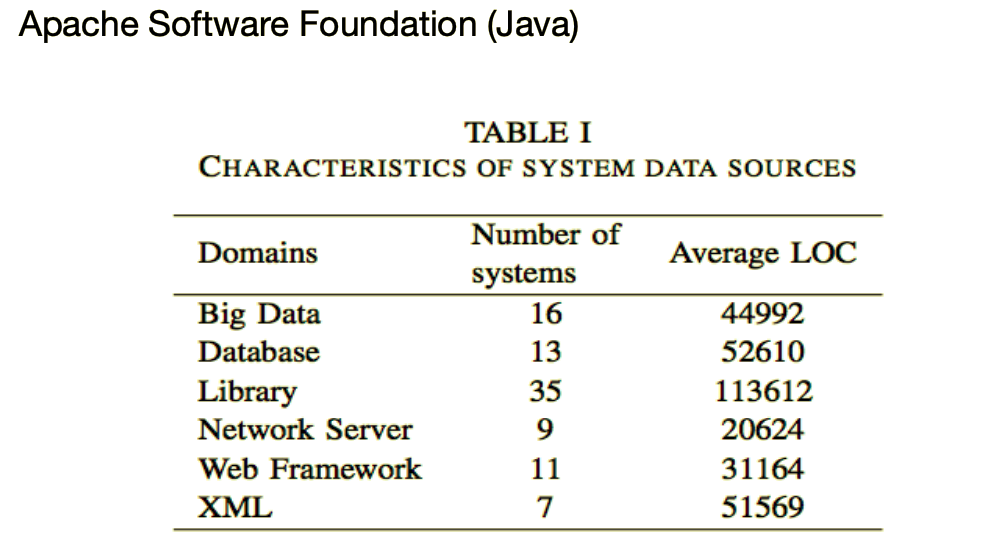 Apache Software Foundation (Java)
TABLE I
CHARACTERISTICS OF SYSTEM DATA SOURCES
Domains Number of systems Average LOC
Big Data 16 44992
Database 13 52610
Library 35 113612
Network Server 9 20624
Web Framework 11 31164
XML 7 51569